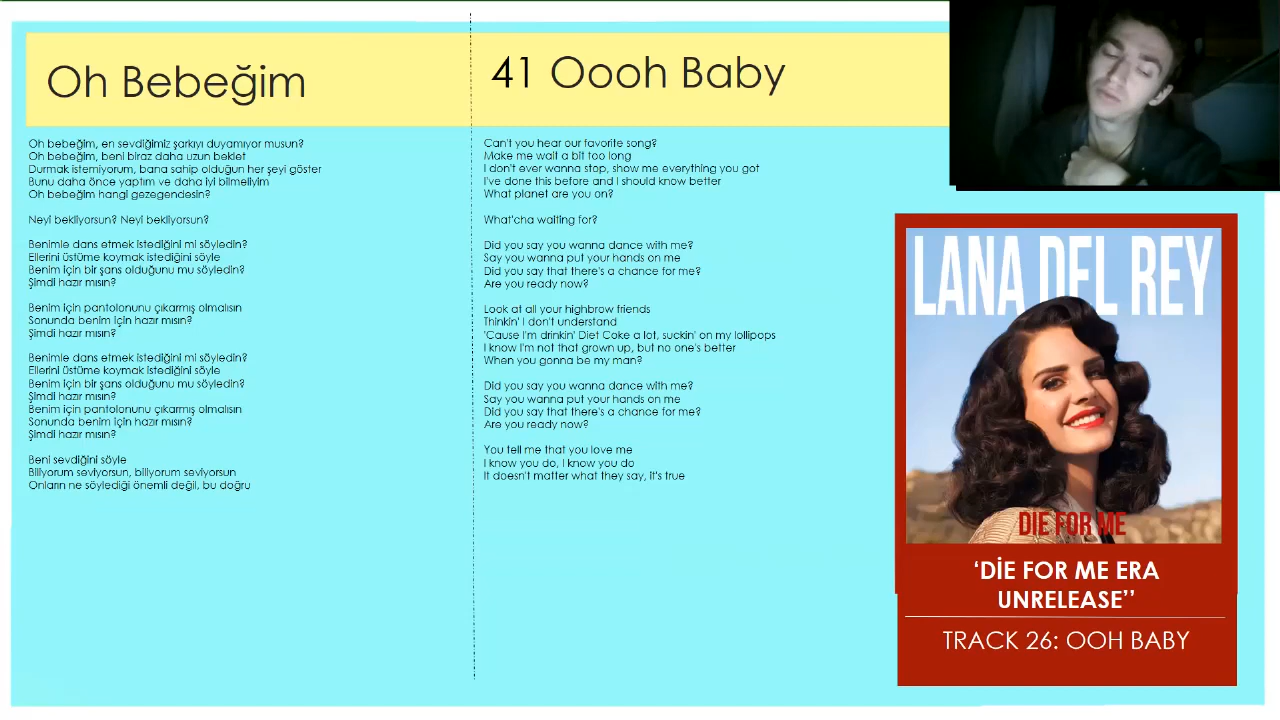 Oh Bebeğim
Oh bebeğim, en sevdiğimiz şarkıyı duyamıyor musun?
Oh bebeğim, beni biraz daha uzun beklet
Durmak istemiyorum, bana sahip olduğun her şeyi göster
Bunu daha önce yaptım ve daha iyi bilmeliyim
Oh bebeğim hangi gezegendesin?
Neyi bekliyorsun? Neyi bekliyorsun?
Benimle dans etmek istediğini mi söyledin?
Ellerini üstüme koymak istediğini söyle
Benim için bir şans olduğunu mu söyledin?
Şimdi hazır mısın?
Benim için pantolonunu çıkarmış olmalısın
Sonunda benim için hazır mısın?
Şimdi hazır mısın?
Benimle dans etmek istediğini mi söyledin?
Ellerini üstüme koymak istediğini söyle
Benim için bir şans olduğunu mu söyledin?
Şimdi hazır mısın?
Benim için pantolonunu çıkarmış olmalısın
Sonunda benim için hazır mısın?
Şimdi hazır mısın?
Beni sevdiğini söyle
Biliyorum seviyorsun, biliyorum seviyorsun
Onların ne söylediği önemli değil, bu doğru
41 Oooh Baby
Can't you hear our favorite song?
Make me wait a bit too long
I don't ever wanna stop, show me everything you got
I've done this before and I should know better
What planet are you on?
What'cha waiting for?
Did you say you wanna dance with me?
Say you wanna put your hands on me
Did you say that there's a chance for me?
Are you ready now?
Look at all your highbrow friends
Thinkin' I don't understand
'Cause I'm drinkin' Diet Coke a lot, suckin' on my lollipops
I know I'm not that grown up, but no one's better
When you gonna be my man?
Did you say you wanna dance with me?
Say you wanna put your hands on me
Did you say that there's a chance for me?
Are you ready now?
You tell me that you love me
I know you do, I know you do
It doesn't matter what they say, it's true
LANA DEL REY
DIE FOR ME
‘DİE FOR ME ERA
UNRELEASE’’
TRACK 26: OOH BABY